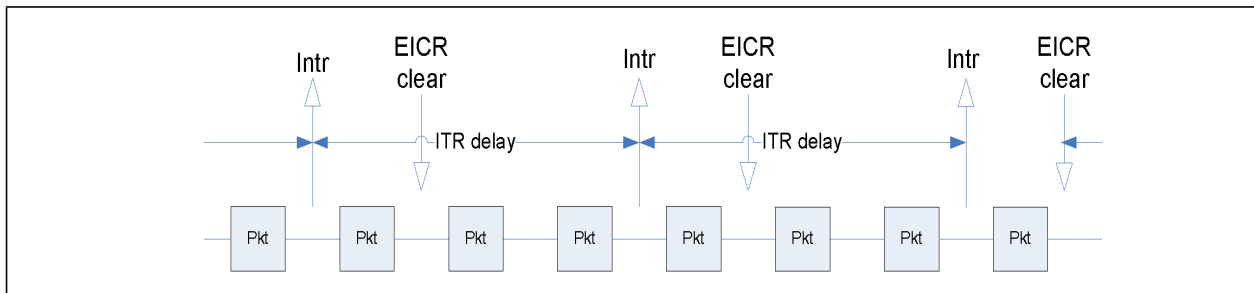 Intr
EICR
clear
Intr
EICR
clear
Intr
EICR
clear
ITR delay
ITR delay
Pkt
Pkt
Pkt
Pkt
Pkt
Pkt
Pkt
Pkt